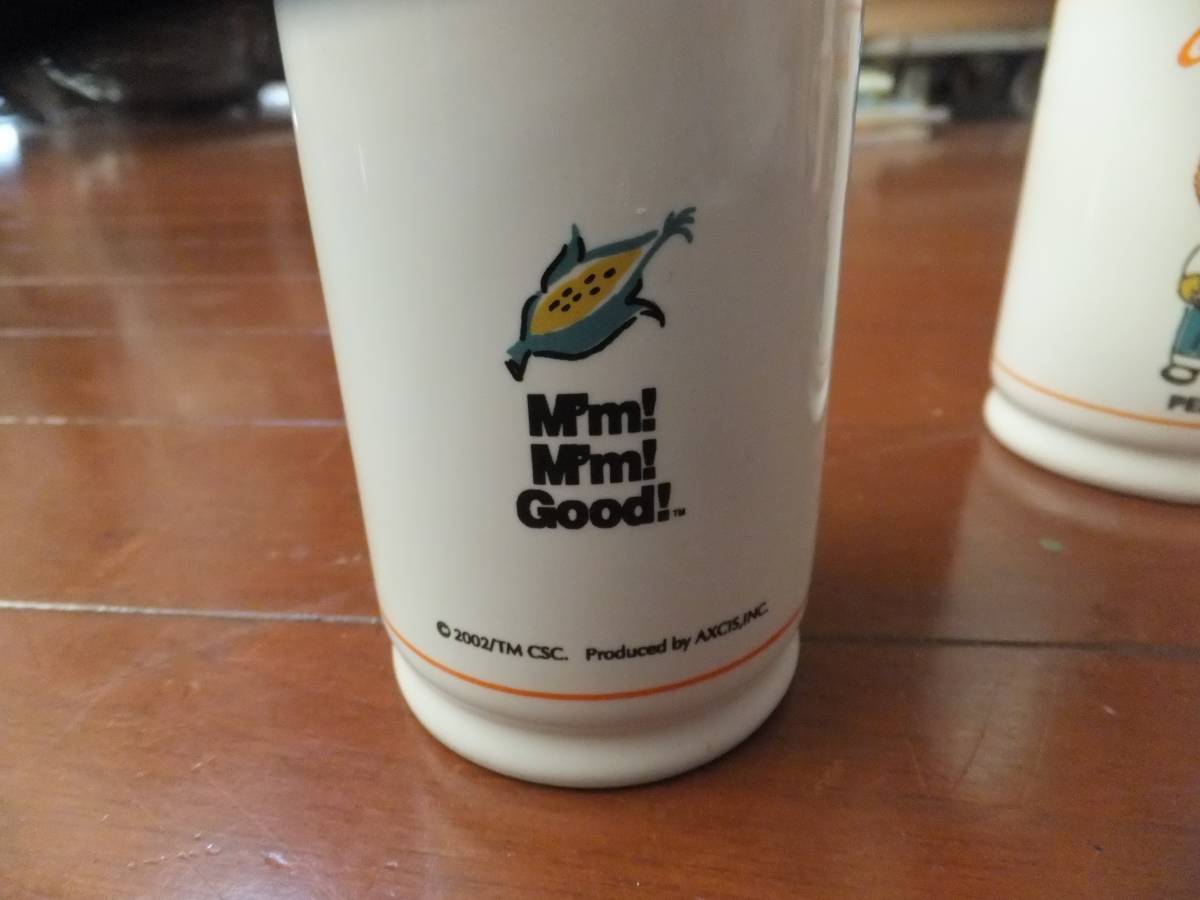 M'm!
M'm!
Good!™
© 2002/TM CSC. Produced by AXCIS,INC.